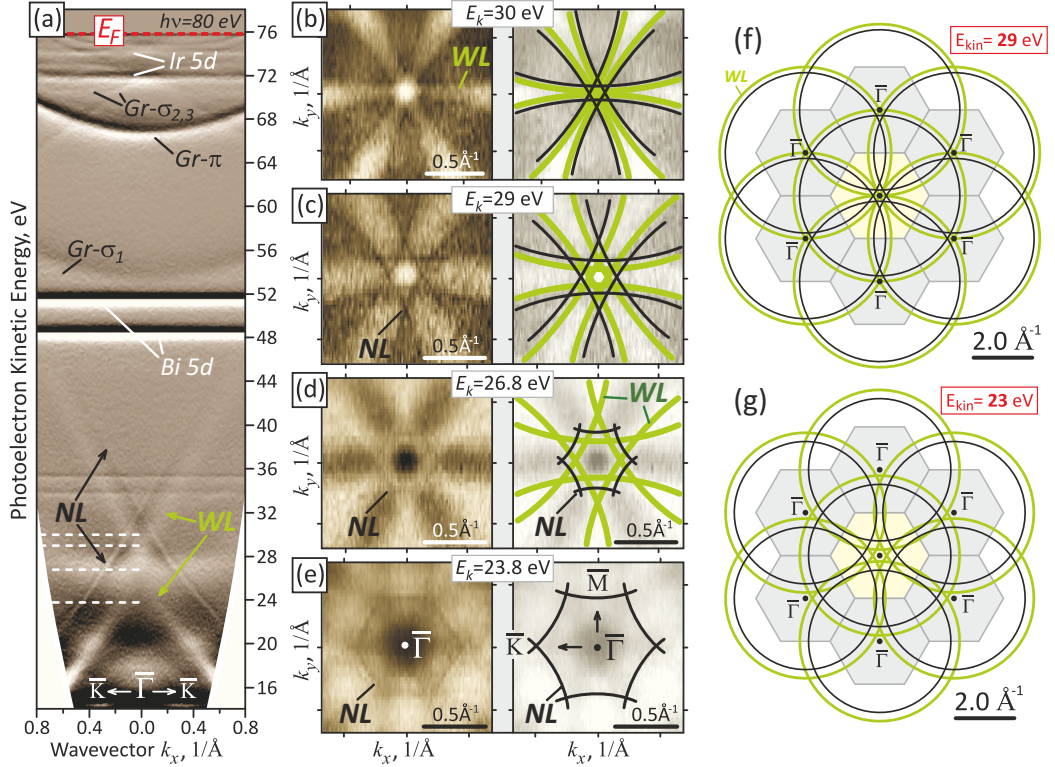 (a)
hν=80 eV
E_F
Ir 5d
Gr-σ2,3
Gr-π
Gr-σ1
Bi 5d
NL
WL
K̅ ← Γ̅ → K̅
Photoelectron Kinetic Energy, eV
76
72
68
64
60
56
52
48
44
40
36
32
28
24
20
16
0.8 0.4 0.0 0.4 0.8
Wavevector kx, 1/Å
(b)
Ek=30 eV
WL
0.5Å⁻¹
ky, 1/Å
(c)
Ek=29 eV
NL
0.5Å⁻¹
ky, 1/Å
(d)
Ek=26.8 eV
WL
NL
0.5Å⁻¹
NL
0.5Å⁻¹
ky, 1/Å
(e)
Ek=23.8 eV
Γ̅
NL
0.5Å⁻¹
M̅
K̅
Γ̅
NL
0.5Å⁻¹
ky, 1/Å
kx, 1/Å
kx, 1/Å
(f)
Ekin= 29 eV
WL
Γ̅
Γ̅
Γ̅
Γ̅
Γ̅
2.0 Å⁻¹
(g)
Ekin= 23 eV
Γ̅
Γ̅
Γ̅
Γ̅
Γ̅
Γ̅
2.0 Å⁻¹